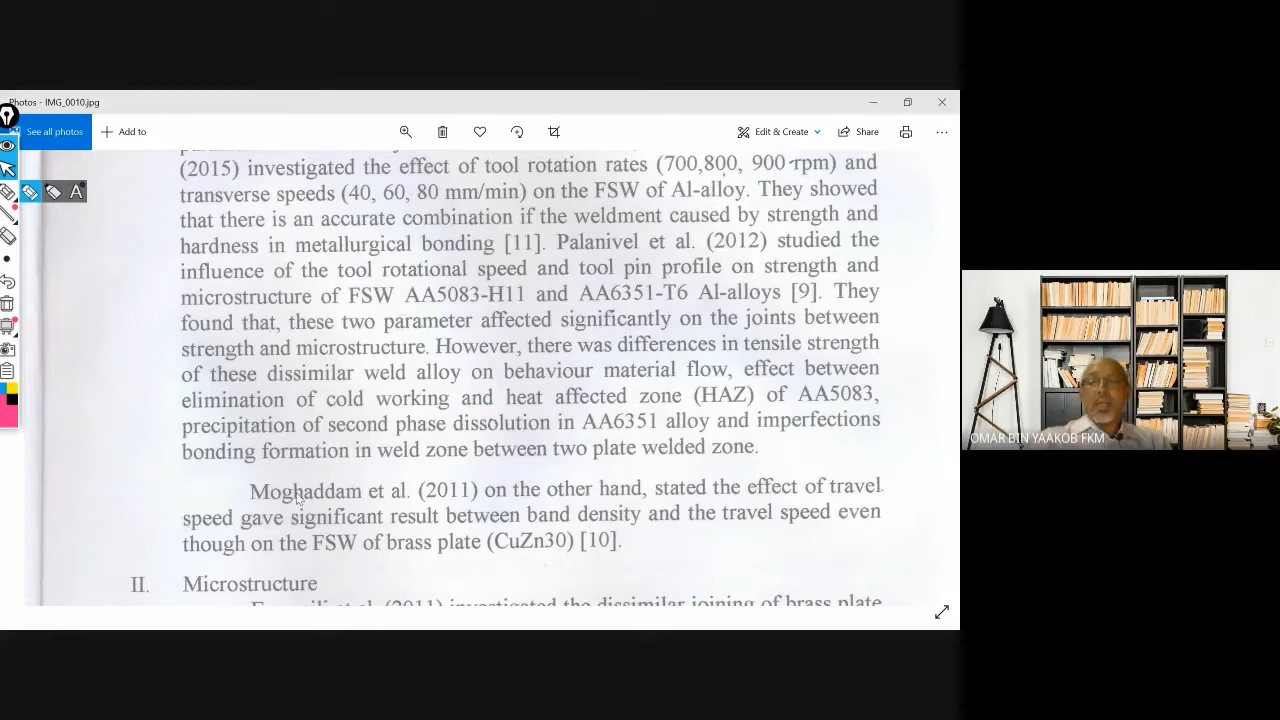 Photos - IMG_0010.jpg
See all photos
Add to
Edit & Create
Share
(2015) investigated the effect of tool rotation rates (700,800, 900 rpm) and
transverse speeds (40, 60, 80 mm/min) on the FSW of Al-alloy. They showed
that there is an accurate combination if the weldment caused by strength and
hardness in metallurgical bonding [11]. Palanivel et al. (2012) studied the
influence of the tool rotational speed and tool pin profile on strength and
microstructure of FSW AA5083-H11 and AA6351-T6 Al-alloys [9]. They
found that, these two parameter affected significantly on the joints between
strength and microstructure. However, there was differences in tensile strength
of these dissimilar weld alloy on behaviour material flow, effect between
elimination of cold working and heat affected zone (HAZ) of AA5083,
precipitation of second phase dissolution in AA6351 alloy and imperfections
bonding formation in weld zone between two plate welded zone.
Moghaddam et al. (2011) on the other hand, stated the effect of travel
speed gave significant result between band density and the travel speed even
though on the FSW of brass plate (CuZn30) [10].
II. Microstructure
et al. (2011) investigated the dissimilar joining of brass plate
A
OMAR BIN YAAKOB FKM